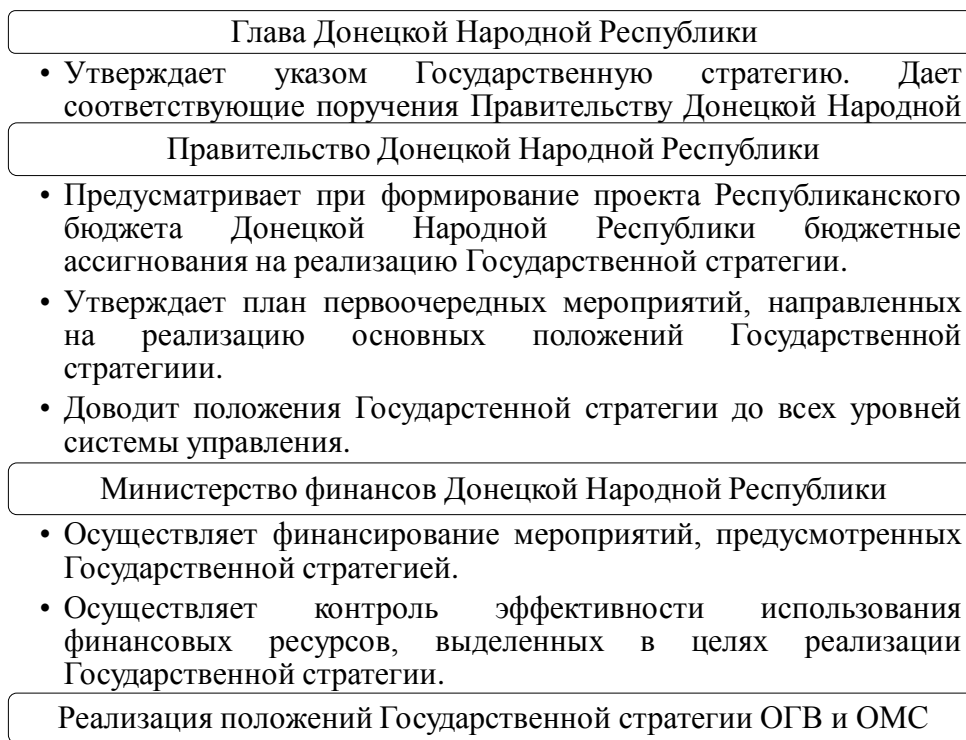 Глава Донецкой Народной Республики
• Утверждает указом Государственную стратегию. Дает
соответствующие поручения Правительству Донецкой Народной
Правительство Донецкой Народной Республики
• Предусматривает при формирование проекта Республиканского
бюджета Донецкой Народной Республики бюджетные
ассигнования на реализацию Государственной стратегии.
• Утверждает план первоочередных мероприятий, направленных
на реализацию основных положений Государственной
стратегиии.
• Доводит положения Государстенной стратегии до всех уровней
системы управления.
Министерство финансов Донецкой Народной Республики
• Осуществляет финансирование мероприятий, предусмотренных
Государственной стратегией.
• Осуществляет контроль эффективности использования
финансовых ресурсов, выделенных в целях реализации
Государственной стратегии.
Реализация положений Государственной стратегии ОГВ и ОМС